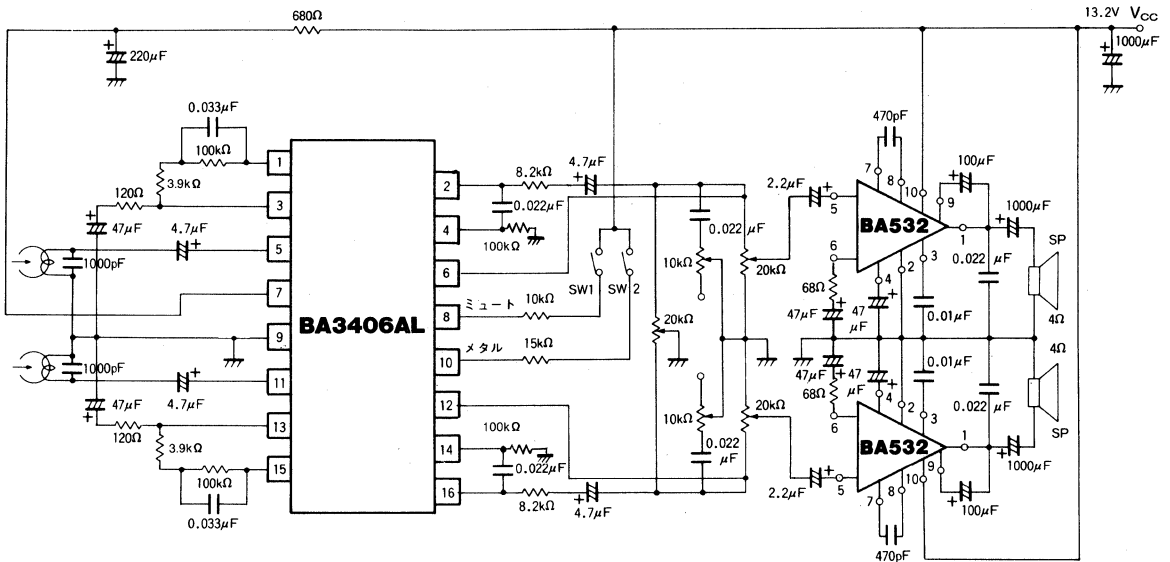 680Ω
13.2V VCC
1000μF
220μF
0.033μF
100kΩ
3.9kΩ
120Ω
47μF
4.7μF
1000pF
1000pF
4.7μF
47μF
120Ω
3.9kΩ
100kΩ
0.033μF
1
3
5
7
9
11
13
15
BA3406AL
2
4
6
8
10
12
14
16
8.2kΩ
4.7μF
0.022μF
100kΩ
ミュート
10kΩ
メタル
15kΩ
SW1
SW 2
100kΩ
0.022μF
8.2kΩ
4.7μF
20kΩ
0.022 μF
10kΩ
20kΩ
10kΩ
20kΩ
0.022 μF
2.2μF
2.2μF
470pF
7
8
10
9
100μF
1000μF
5
BA532
1
SP
6
4
2
3
0.022 μF
68Ω
47μF
47 μF
0.01μF
4Ω
4Ω
47μF
47 μF
0.01μF
68Ω
0.022 μF
6
4
2
3
SP
BA532
1
5
9
10
1000μF
7
8
100μF
470pF